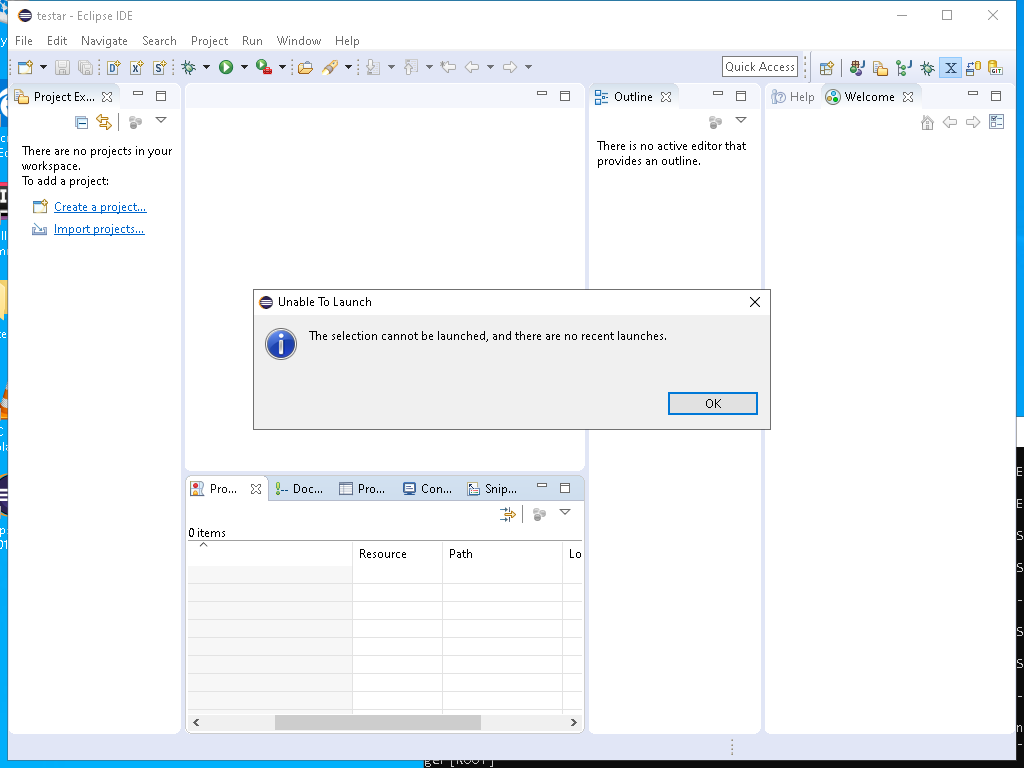 testar - Eclipse IDE
File Edit Navigate Search Project Run Window Help
Quick Access
Project Ex...
Outline
Help
Welcome
There are no projects in your
workspace.
To add a project:
Create a project...
Import projects...
There is no active editor that
provides an outline.
Unable To Launch
The selection cannot be launched, and there are no recent launches.
OK
Pro...
Doc...
Pro...
Con...
Snip...
0 items
Resource
Path
Lo